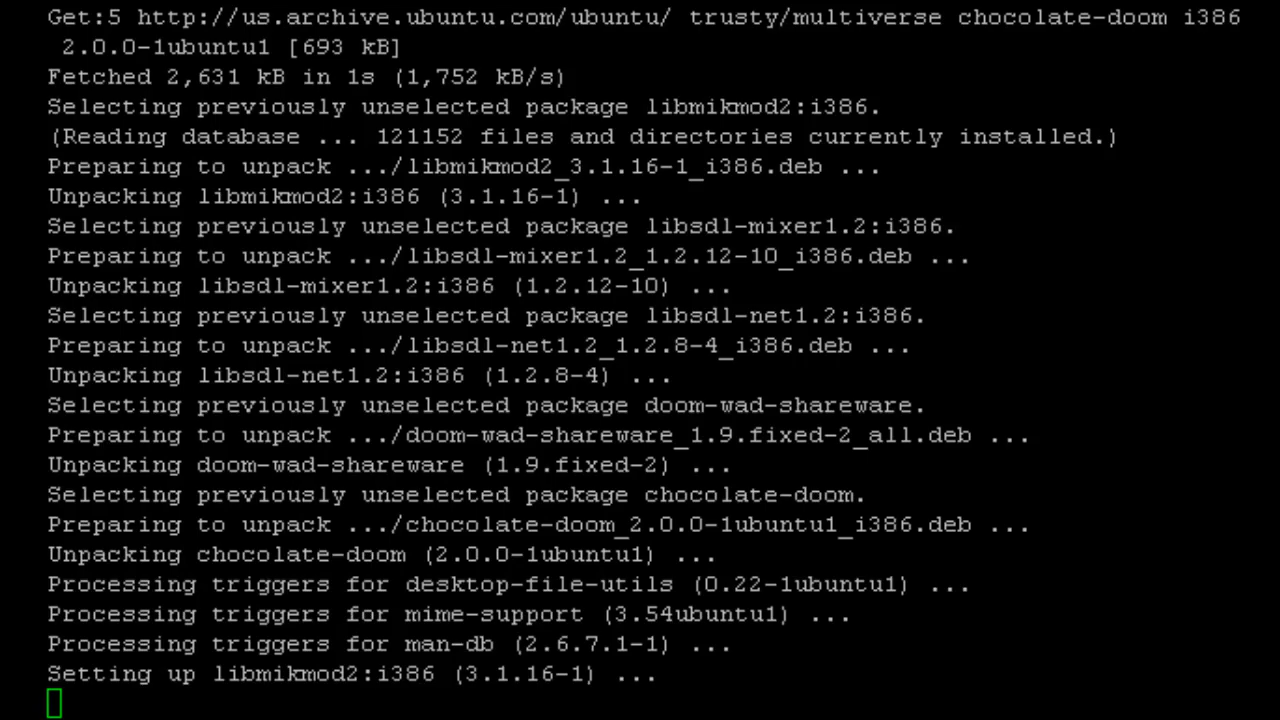 Get:5 http://us.archive.ubuntu.com/ubuntu/ trusty/multiverse chocolate-doom i386
2.0.0-1ubuntu1 [693 kB]
Fetched 2,631 kB in 1s (1,752 kB/s)
Selecting previously unselected package libmikmod2:i386.
(Reading database ... 121152 files and directories currently installed.)
Preparing to unpack .../libmikmod2_3.1.16-1_i386.deb ...
Unpacking libmikmod2:i386 (3.1.16-1) ...
Selecting previously unselected package libsdl-mixer1.2:i386.
Preparing to unpack .../libsdl-mixer1.2_1.2.12-10_i386.deb ...
Unpacking libsdl-mixer1.2:i386 (1.2.12-10) ...
Selecting previously unselected package libsdl-net1.2:i386.
Preparing to unpack .../libsdl-net1.2_1.2.8-4_i386.deb ...
Unpacking libsdl-net1.2:i386 (1.2.8-4) ...
Selecting previously unselected package doom-wad-shareware.
Preparing to unpack .../doom-wad-shareware_1.9.fixed-2_all.deb ...
Unpacking doom-wad-shareware (1.9.fixed-2) ...
Selecting previously unselected package chocolate-doom.
Preparing to unpack .../chocolate-doom_2.0.0-1ubuntu1_i386.deb ...
Unpacking chocolate-doom (2.0.0-1ubuntu1) ...
Processing triggers for desktop-file-utils (0.22-1ubuntu1) ...
Processing triggers for mime-support (3.54ubuntu1) ...
Processing triggers for man-db (2.6.7.1-1) ...
Setting up libmikmod2:i386 (3.1.16-1) ...